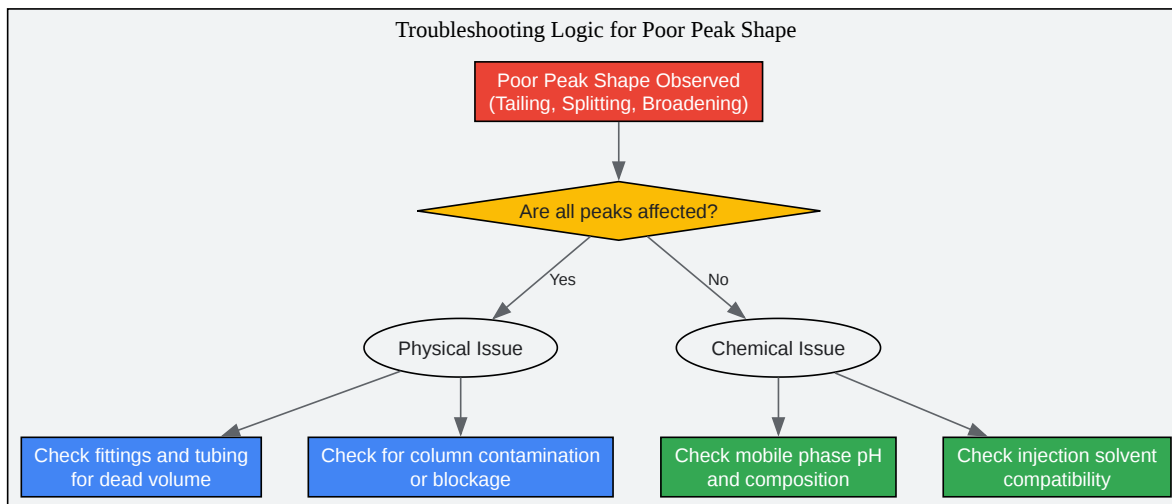 Troubleshooting Logic for Poor Peak Shape
Poor Peak Shape Observed
(Tailing, Splitting, Broadening)
Are all peaks affected?
Yes
No
Physical Issue
Chemical Issue
Check fittings and tubing
for dead volume
Check for column contamination
or blockage
Check mobile phase pH
and composition
Check injection solvent
compatibility